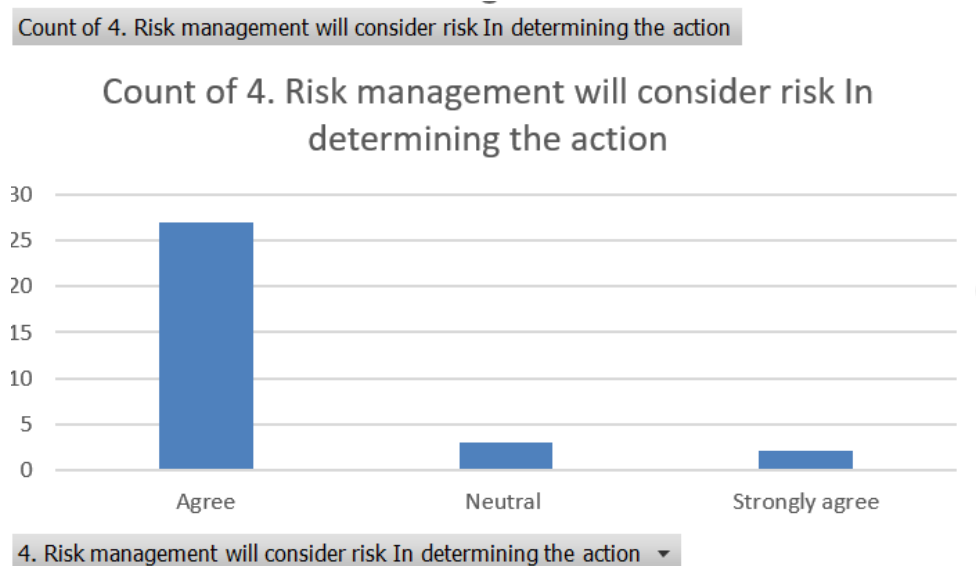 Count of 4. Risk management will consider risk In determining the action
Count of 4. Risk management will consider risk In
determining the action
30
25
20
15
10
5
0
Agree Neutral Strongly agree
4. Risk management will consider risk In determining the action